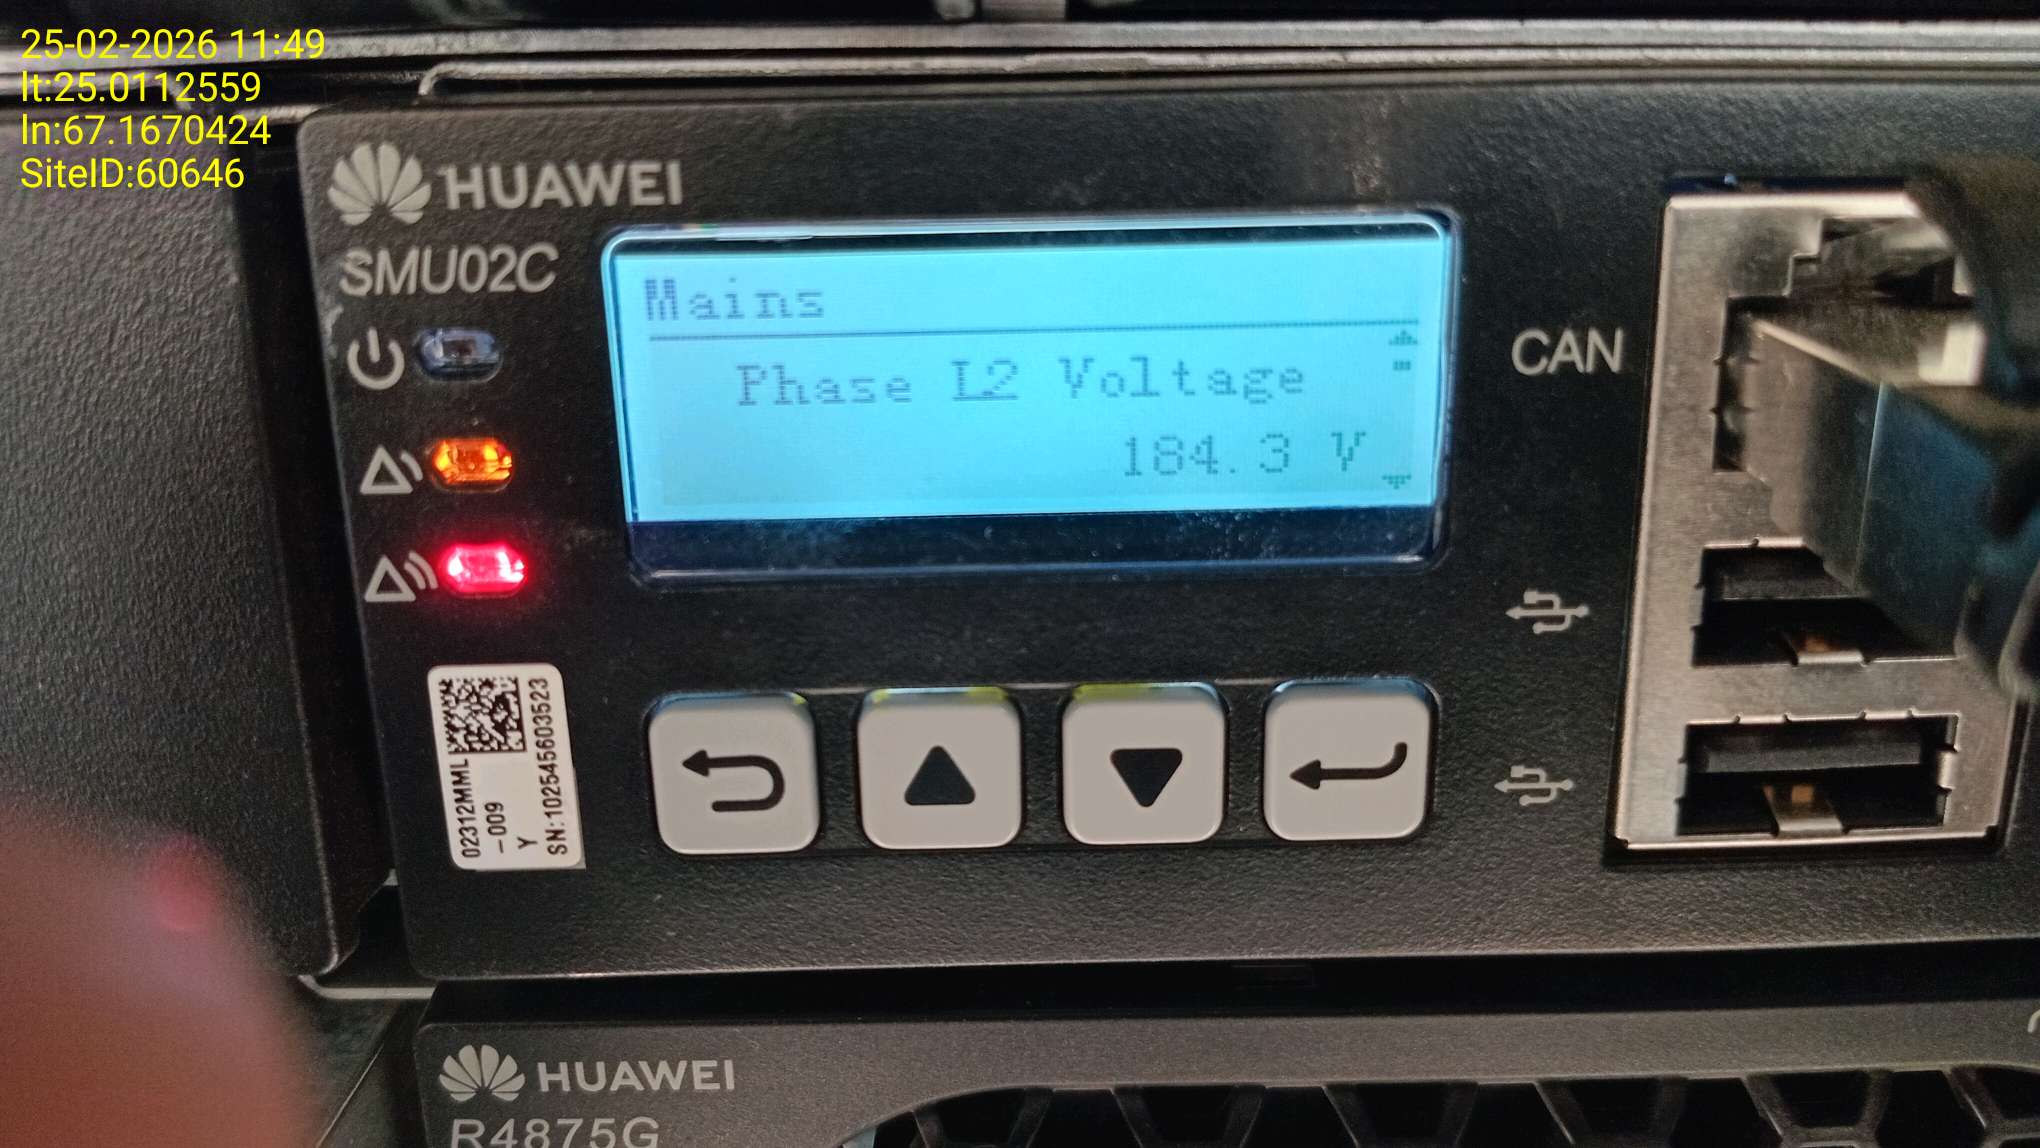 25-02-2026 11:49
lt:25.0112559
ln:67.1670424
SiteID:60646
HUAWEI
SMU02C
Mains
Phase L2 Voltage
184.3 V
CAN
02312MML
-009
Y
SN:102545603523
HUAWEI
R4875G